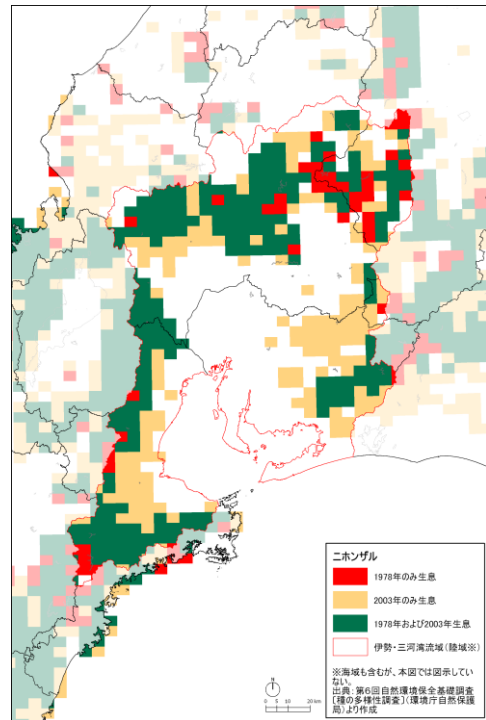 ニホンザル
1978年のみ生息
2003年のみ生息
1978年および2003年生息
伊勢・三河湾流域(陸域※)
※海域も含むが、本図では図示してい
ない。
出典:第6回自然環境保全基礎調査
〔種の多様性調査〕(環境庁自然保護
局)より作成
N
0 5 10 20 km